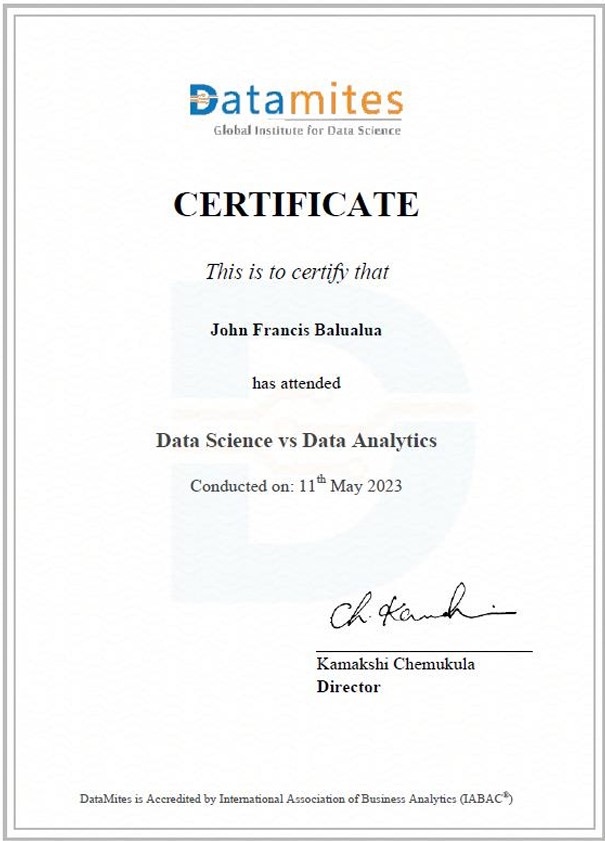 Datamites
Global Institute for Data Science
CERTIFICATE
This is to certify that
John Francis Balualua
has attended
Data Science vs Data Analytics
Conducted on: 11th May 2023
Ch. Kamakshi
Kamakshi Chemukula
Director
DataMites is Accredited by International Association of Business Analytics (IABAC®)